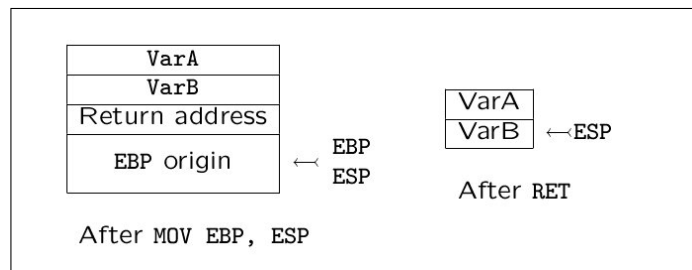 VarA
VarB
Return address
EBP origin
EBP
ESP
After MOV EBP, ESP
VarA
VarB
ESP
After RET